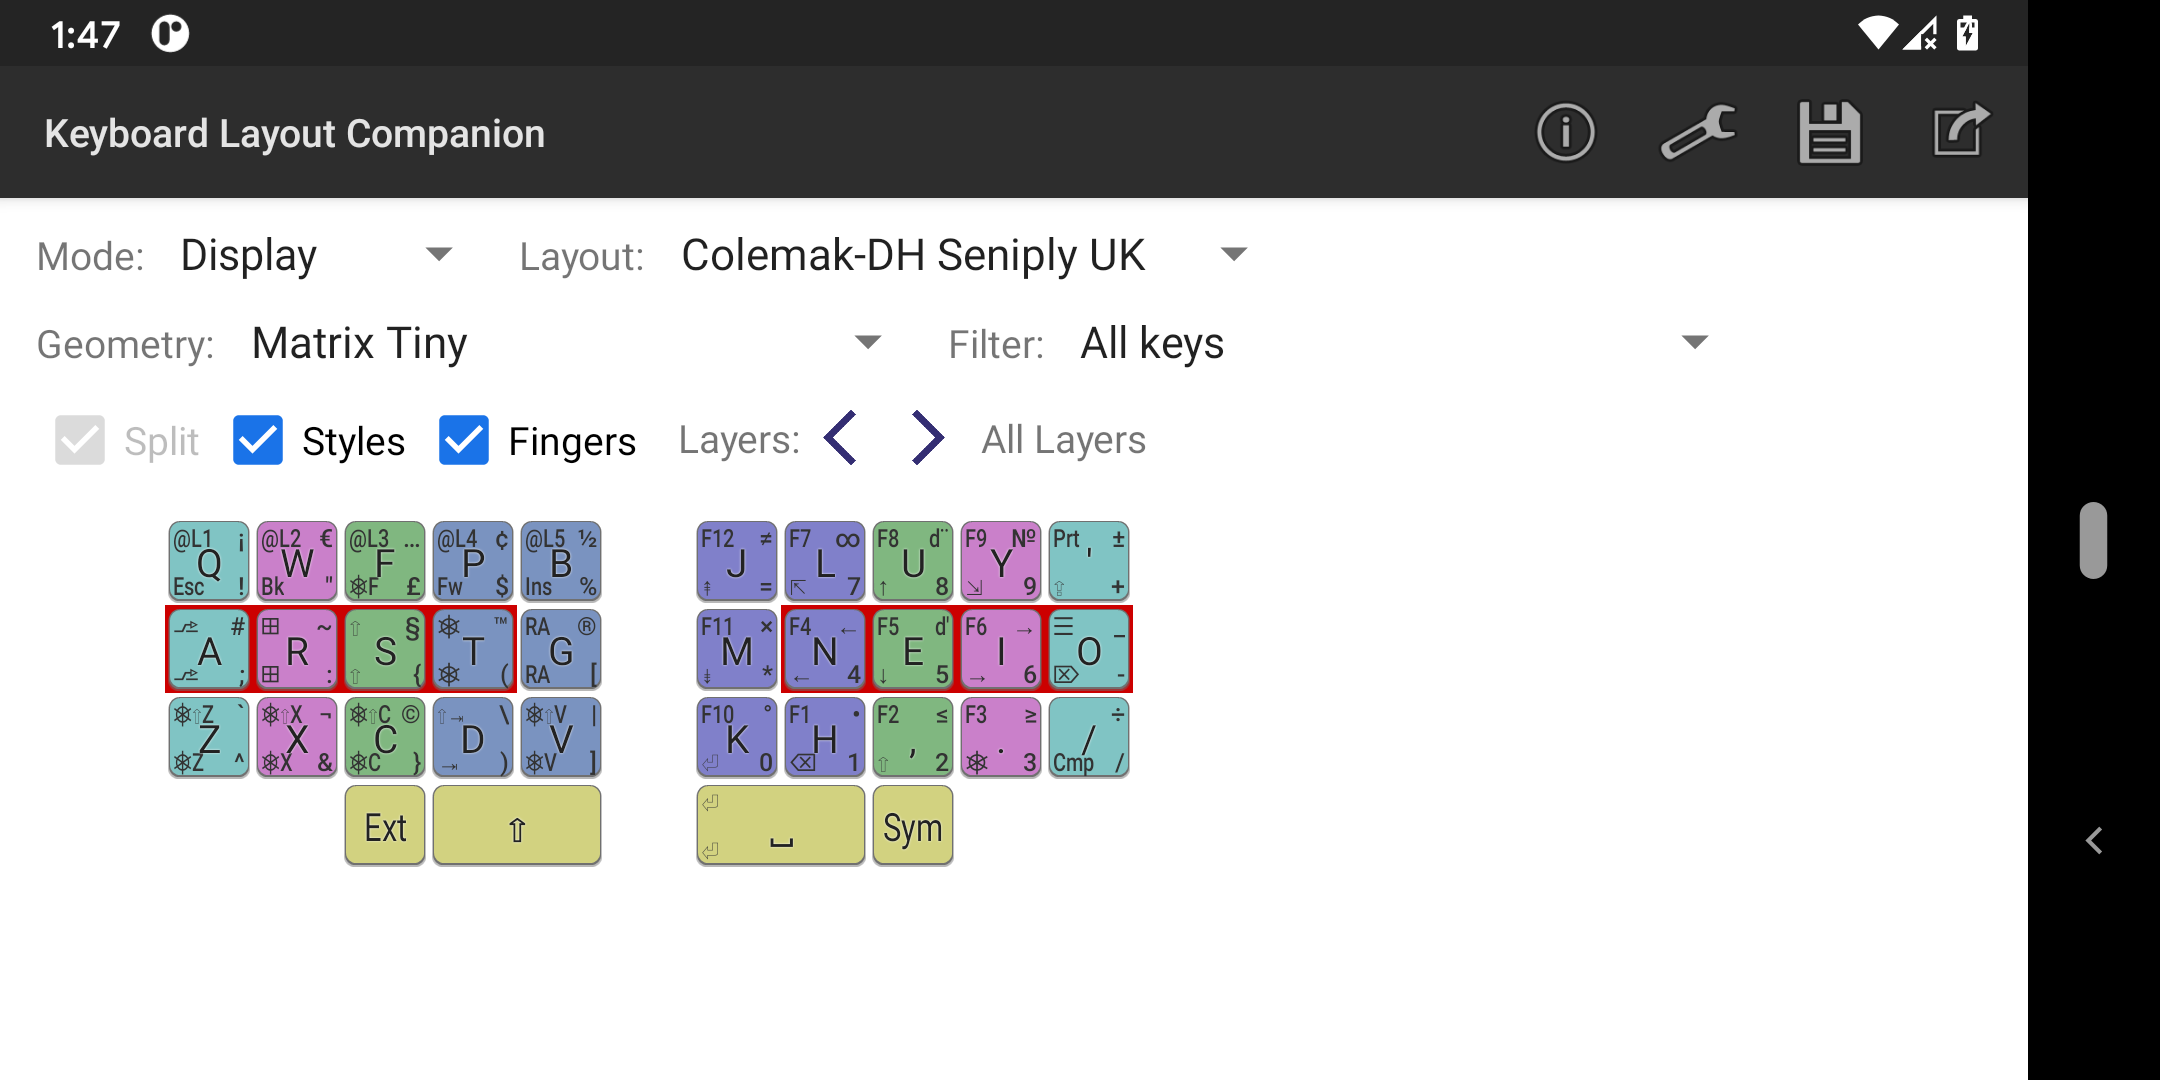 1:47
Keyboard Layout Companion
Mode: Display Layout: Colemak-DH Seniply UK
Geometry: Matrix Tiny Filter: All keys
Split Styles Fingers Layers: All Layers
@L1 ¡ @L2 € @L3 … @L4 ¢ @L5 ½ F12 ≠ F7 ∞ F8 d¨ F9 Nº Prt ±
Q W F P B J L U Y '
Esc ! Bk " ⎈F £ Fw $ Ins % ⇞ = ⇱ 7 ↑ 8 ⇲ 9 ⇧ +
⎇ # ⊞ ~ ⇧ § ⎈ ™ RA ® F11 × F4 ← F5 d' F6 → ☰ _
A R S T G M N E I O
⎇ ; ⊞ : ⇧ { ⎈ ( RA [ ⇟ * ← 4 ↓ 5 → 6 ⌦ -
⎈⇧Z ` ⎈⇧X ¬ ⎈⇧C © ⇧⇥ \ ⎈⇧V | F10 ° F1 • F2 ≤ F3 ≥ ÷
Z X C D V K H , . /
⎈Z ^ ⎈X & ⎈C } ⇥ ) ⎈V ] ⏎ 0 ⌫ 1 ⇧ 2 ⎈ 3 Cmp /
⏎
Ext ⇧ ⎵ Sym
⏎